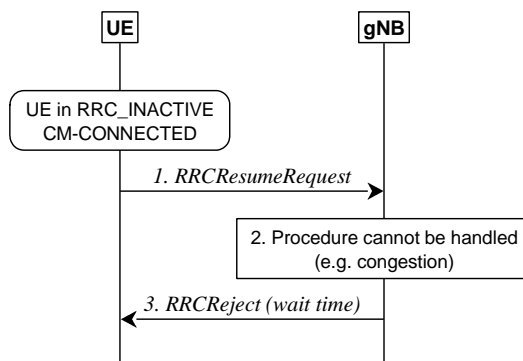 UE
gNB
UE in RRC_INACTIVE
CM-CONNECTED
1. RRCResumeRequest
2. Procedure cannot be handled
(e.g. congestion)
3. RRCReject (wait time)